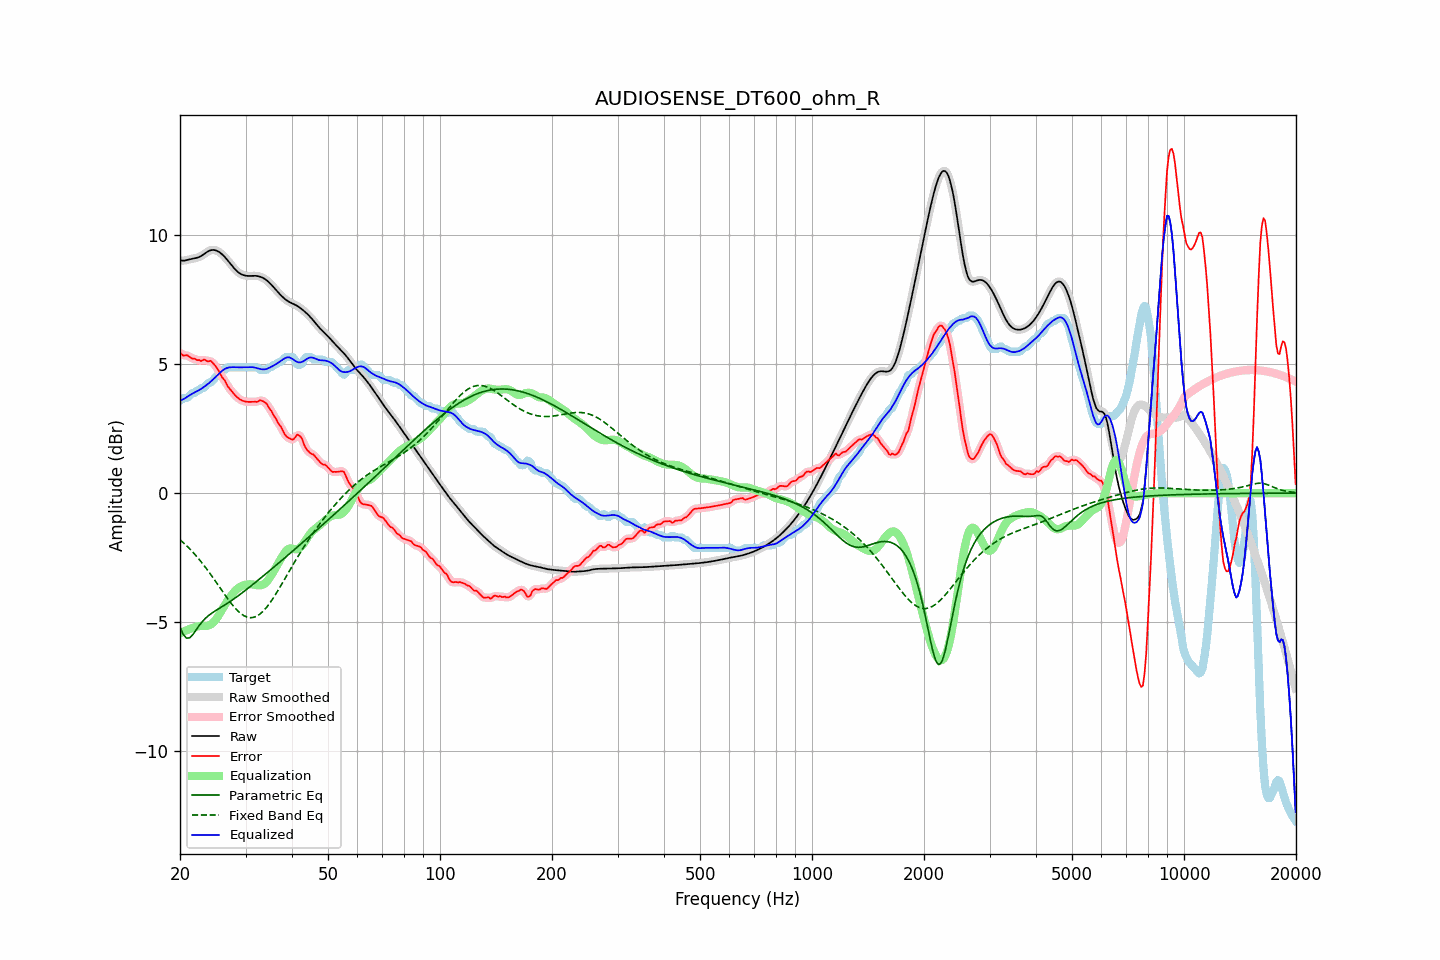 AUDIOSENSE_DT600_ohm_R
Amplitude (dBr)
10
5
0
−5
−10
Target
Raw Smoothed
Error Smoothed
Raw
Error
Equalization
Parametric Eq
Fixed Band Eq
Equalized
20 50 100 200 500 1000 2000 5000 10000 20000
Frequency (Hz)